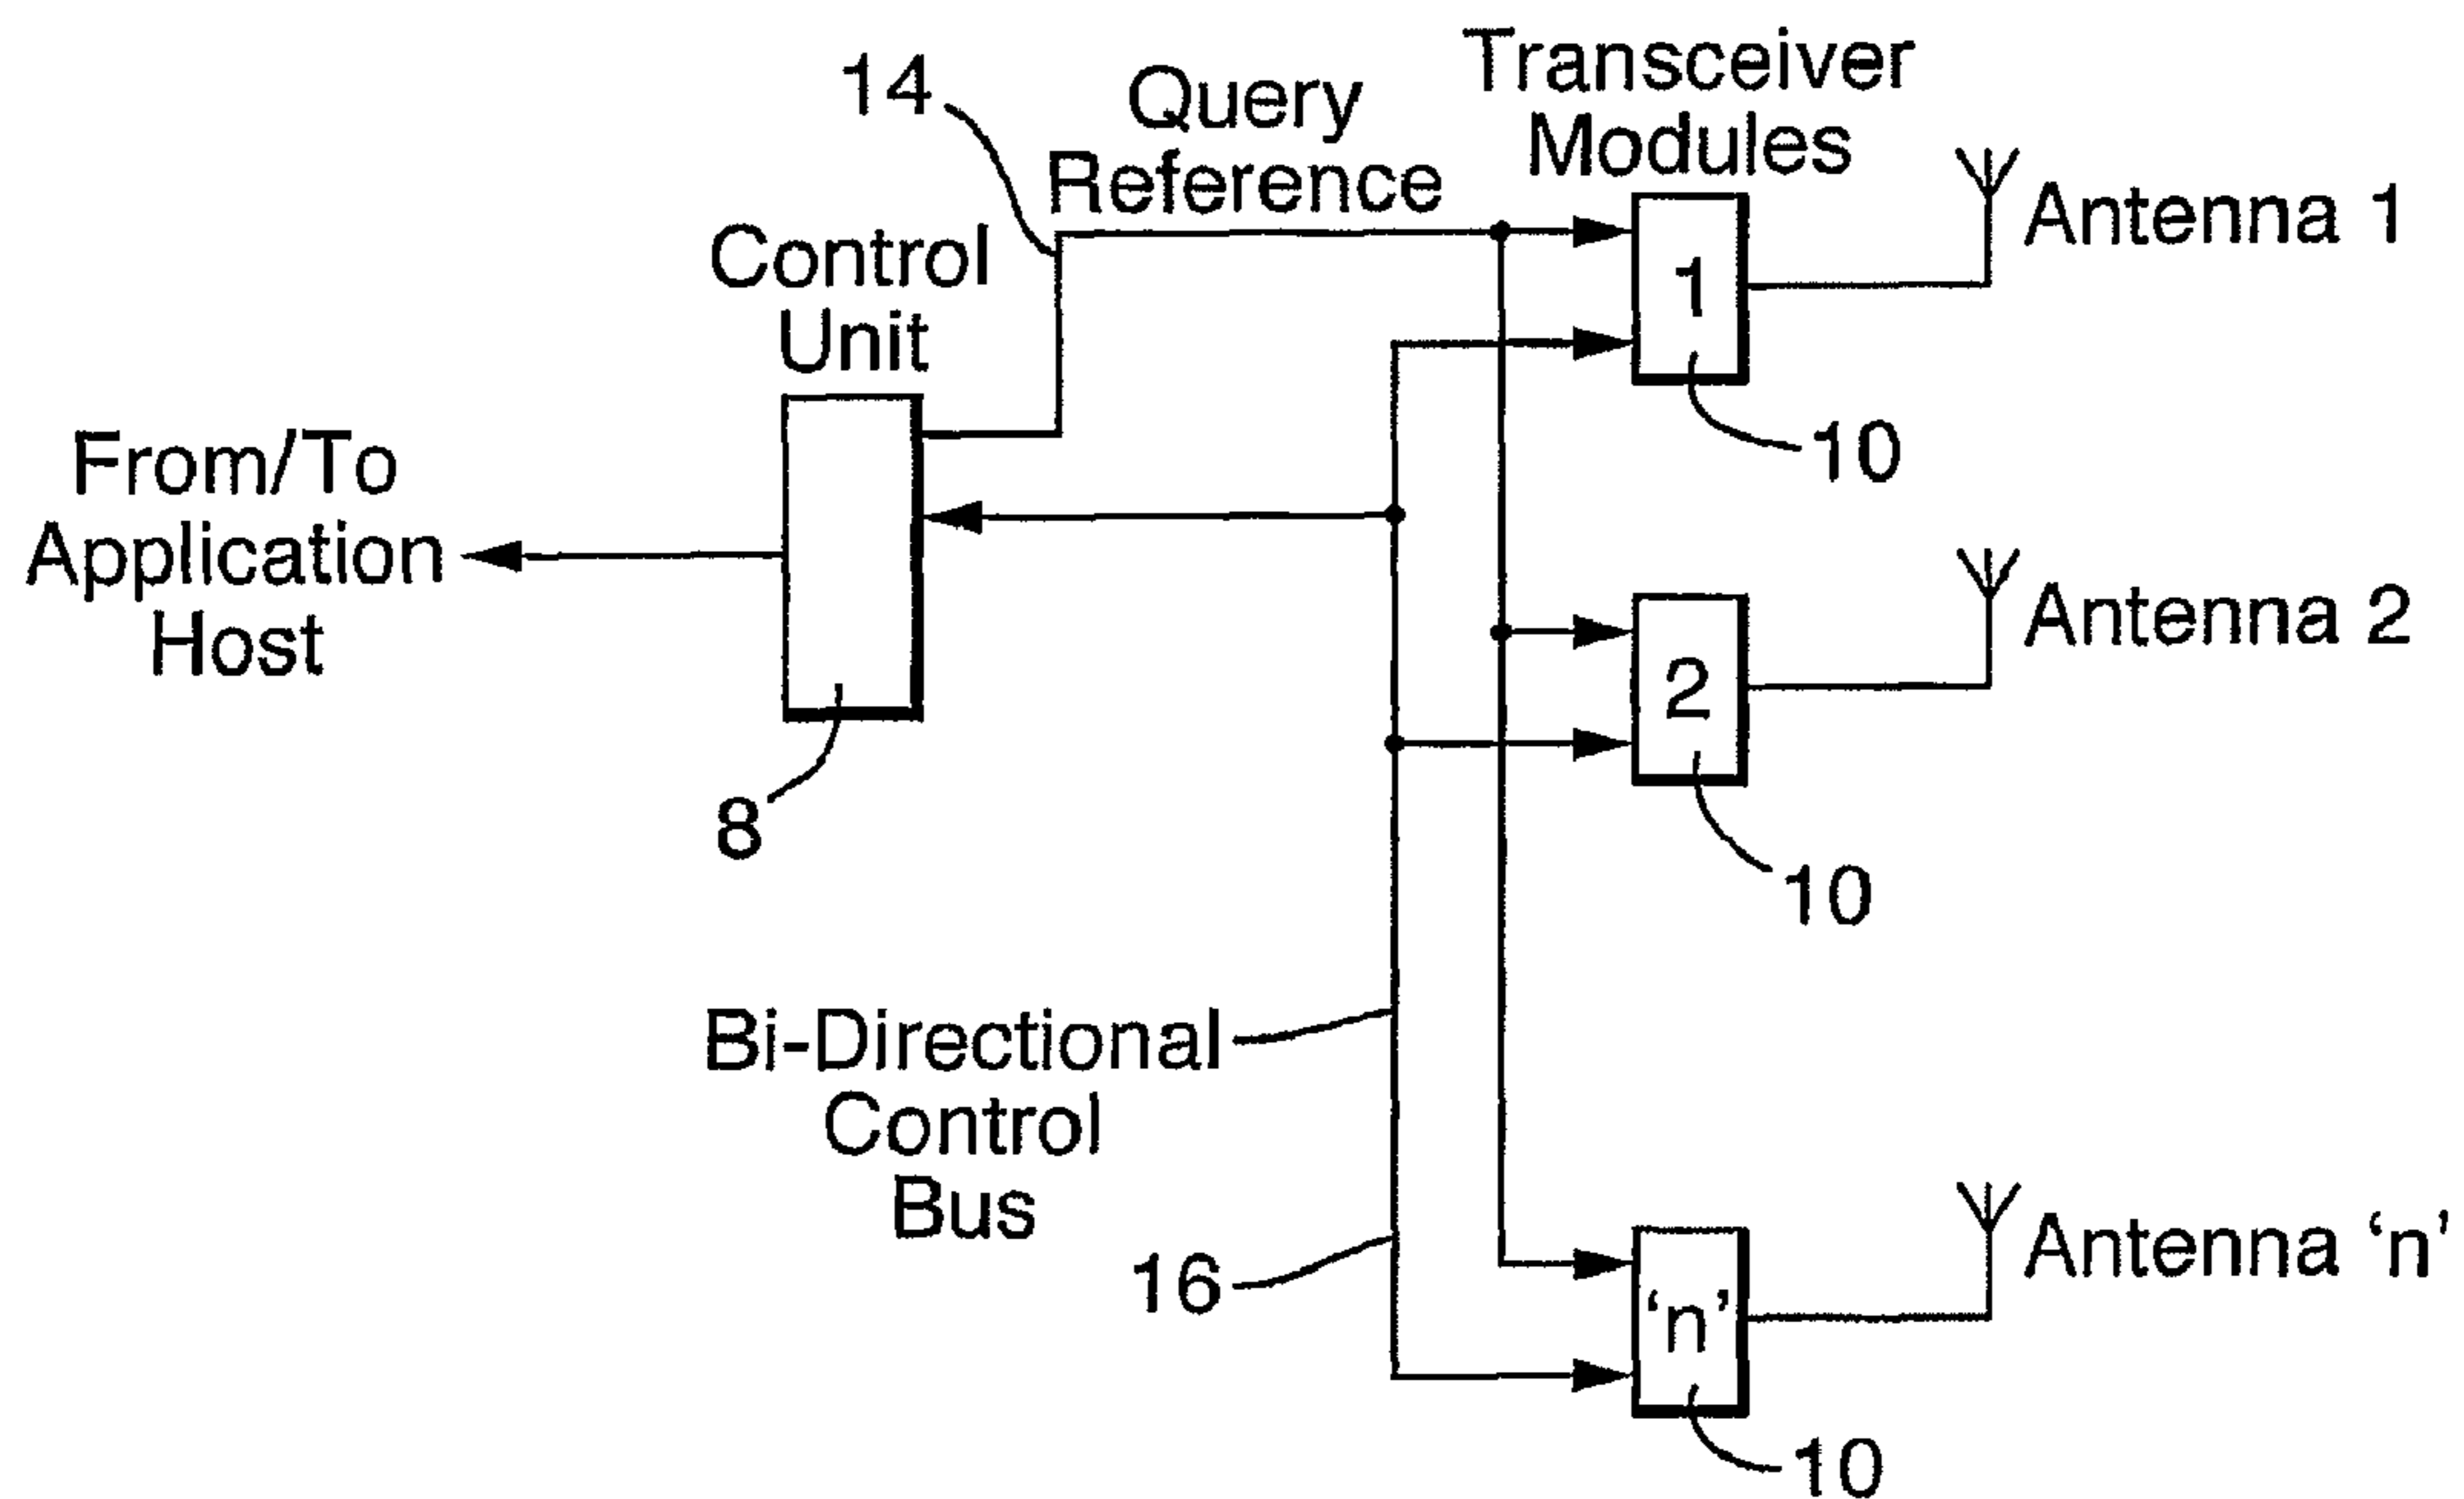 14
Query
Reference
Transceiver
Modules
Control
Unit
From/To
Application
Host
8
1
10
Antenna 1
2
10
Antenna 2
Bi-Directional
Control
Bus
16
‘n’
10
Antenna ‘n’